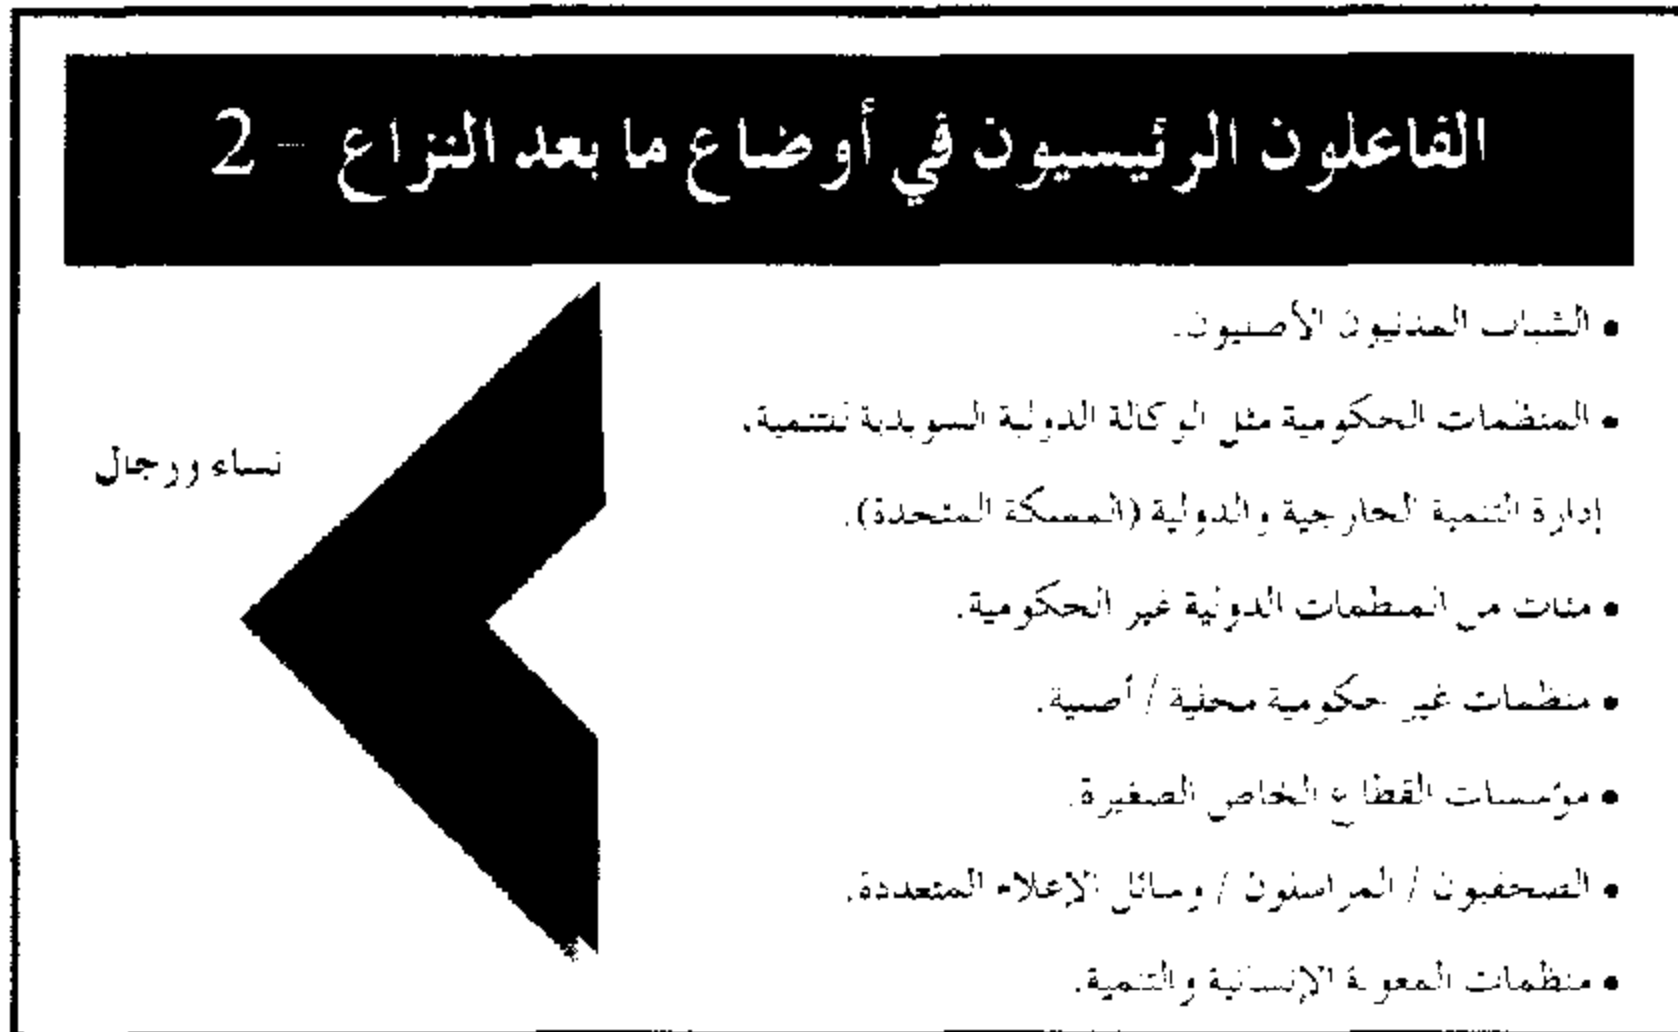 الفاعلون الرئيسيون في أوضاع ما بعد النزاع – 2
• الشباب المدنيون الأصليون.
• المنظمات الحكومية مثل الوكالة الدولية السويدية للتنمية،
إدارة التنمية الخارجية والدولية (المملكة المتحدة).
• مئات من المنظمات الدولية غير الحكومية.
• منظمات غير حكومية محلية / أصلية.
• مؤسسات القطاع الخاص الصغيرة.
• الصحفيون / المراسلون / وسائل الإعلام المتعددة.
• منظمات المعونة الإنسانية والتنمية.
نساء ورجال